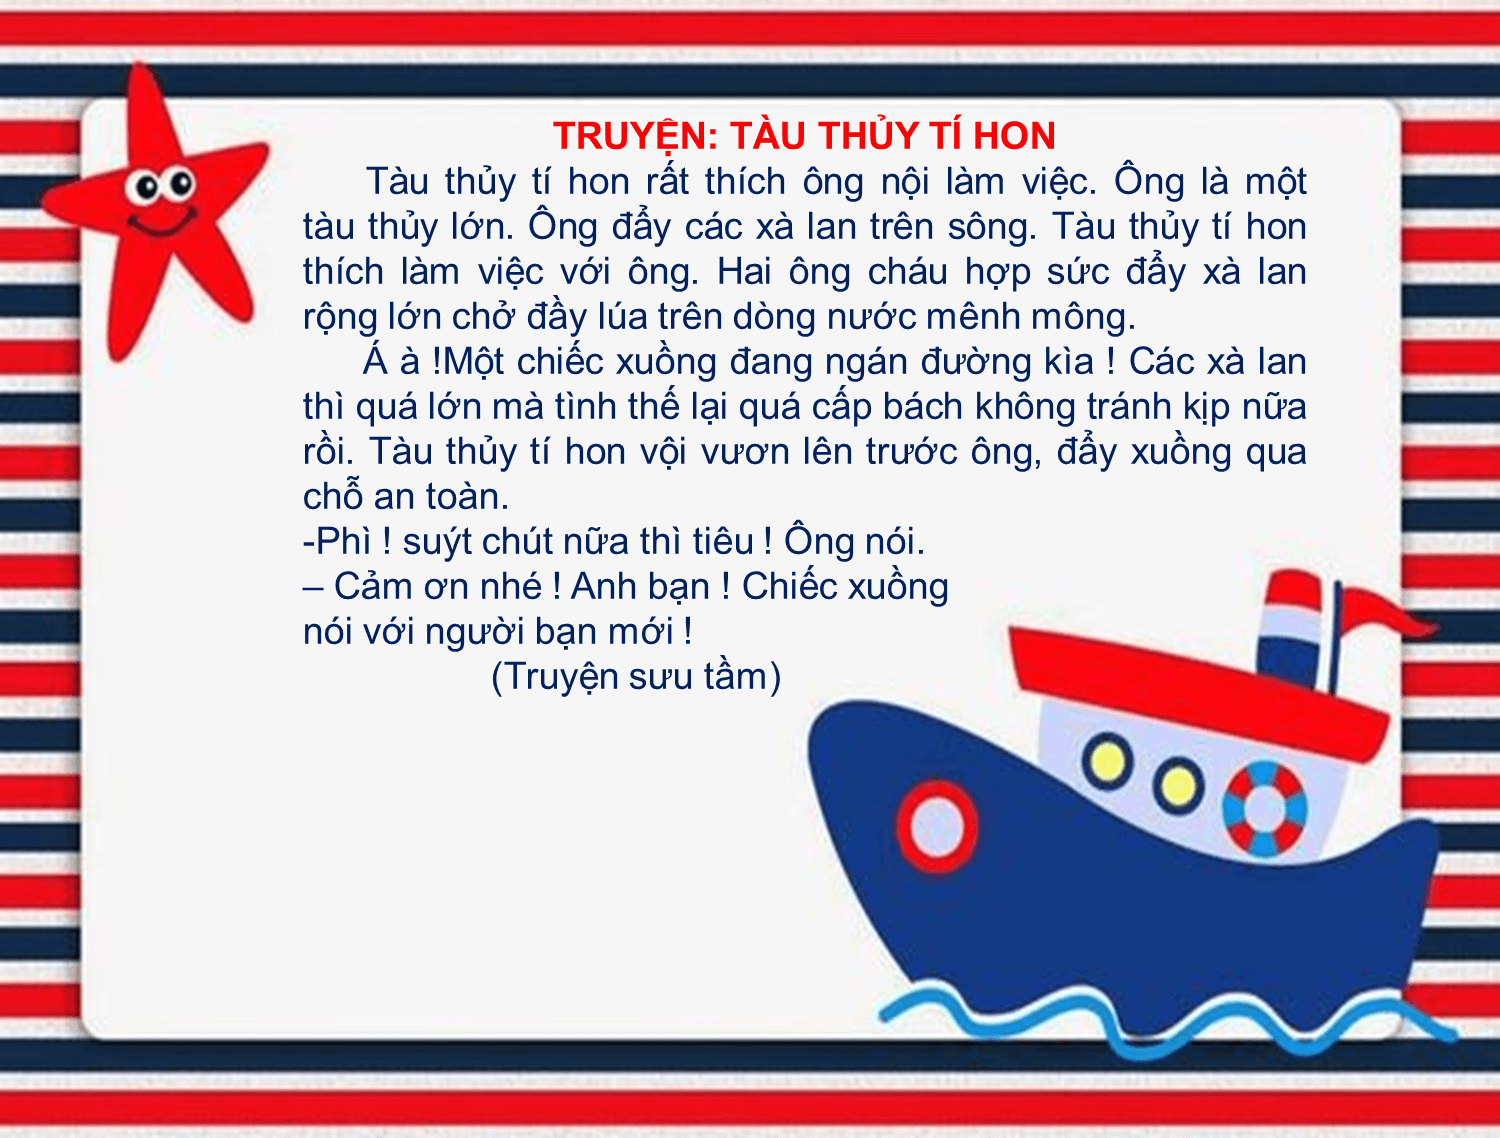 TRUYỆN: TÀU THỦY TÍ HON
Tàu thủy tí hon rất thích ông nội làm việc. Ông là một
tàu thủy lớn. Ông đẩy các xà lan trên sông. Tàu thủy tí hon
thích làm việc với ông. Hai ông cháu hợp sức đẩy xà lan
rộng lớn chở đầy lúa trên dòng nước mênh mông.
Á à !Một chiếc xuồng đang ngán đường kìa ! Các xà lan
thì quá lớn mà tình thế lại quá cấp bách không tránh kịp nữa
rồi. Tàu thủy tí hon vội vươn lên trước ông, đẩy xuồng qua
chỗ an toàn.
-Phì ! suýt chút nữa thì tiêu ! Ông nói.
– Cảm ơn nhé ! Anh bạn ! Chiếc xuồng
nói với người bạn mới !
(Truyện sưu tầm)